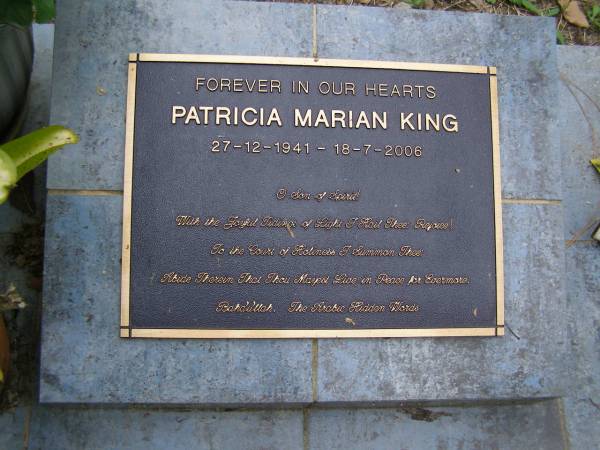 FOREVER IN OUR HEARTS
PATRICIA MARIAN KING
27-12-1941 - 18-7-2006
O Son of Spirit!
With the Joyful Tidings of Light I Hail Thee: Rejoice!
To the Court of Holiness I Summon Thee:
Abide Therein That Thou Mayest Live in Peace for Evermore.
Bahá'u'lláh. The Arabic Hidden Words